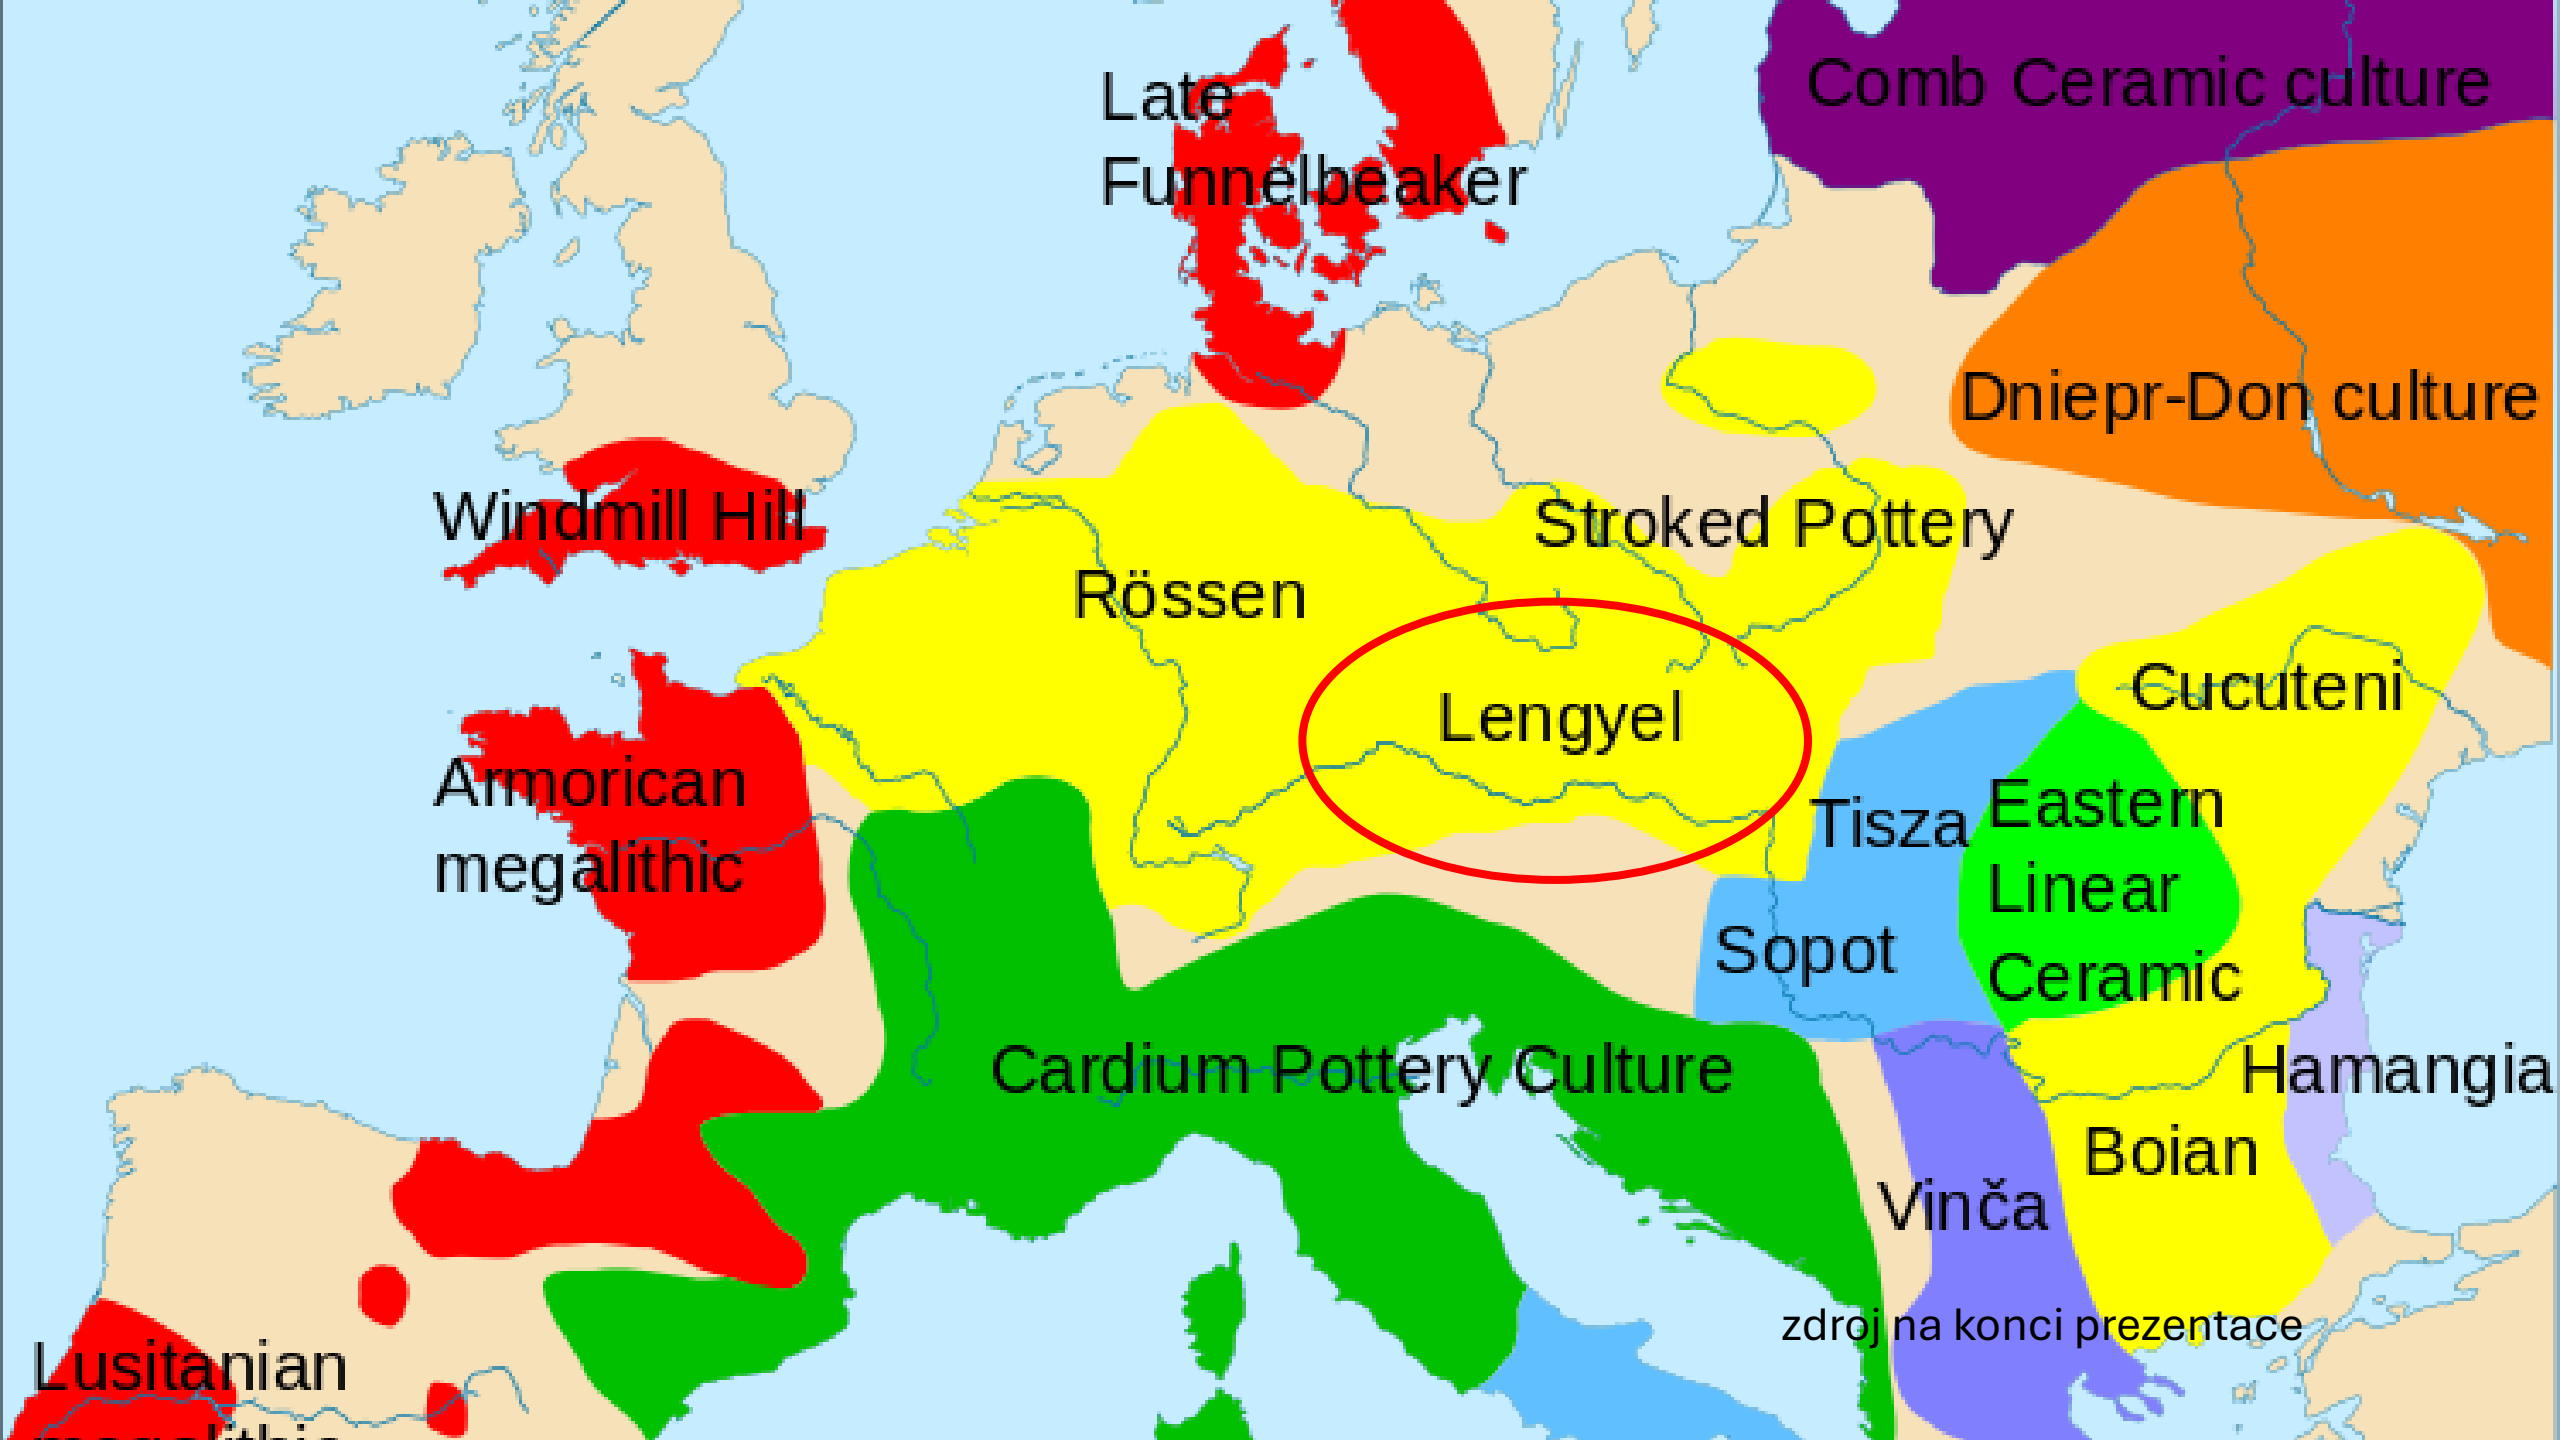 Comb Ceramic culture
Late
Funnelbeaker
Dniepr-Don culture
Windmill Hill
Stroked Pottery
Rössen
Cucuteni
Lengyel
Armorican
megalithic
Tisza
Eastern
Linear
Ceramic
Sopot
Cardium Pottery Culture
Hamangia
Boian
Vinča
zdroj na konci prezentace
Lusitanian
megalithic